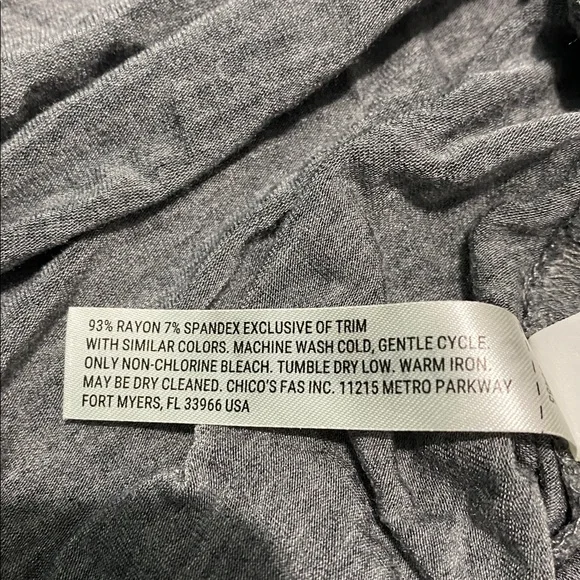 93% RAYON 7% SPANDEX EXCLUSIVE OF TRIM
WITH SIMILAR COLORS. MACHINE WASH COLD, GENTLE CYCLE.
ONLY NON-CHLORINE BLEACH. TUMBLE DRY LOW. WARM IRON.
MAY BE DRY CLEANED. CHICO'S FAS INC. 11215 METRO PARKWAY
FORT MYERS, FL 33966 USA